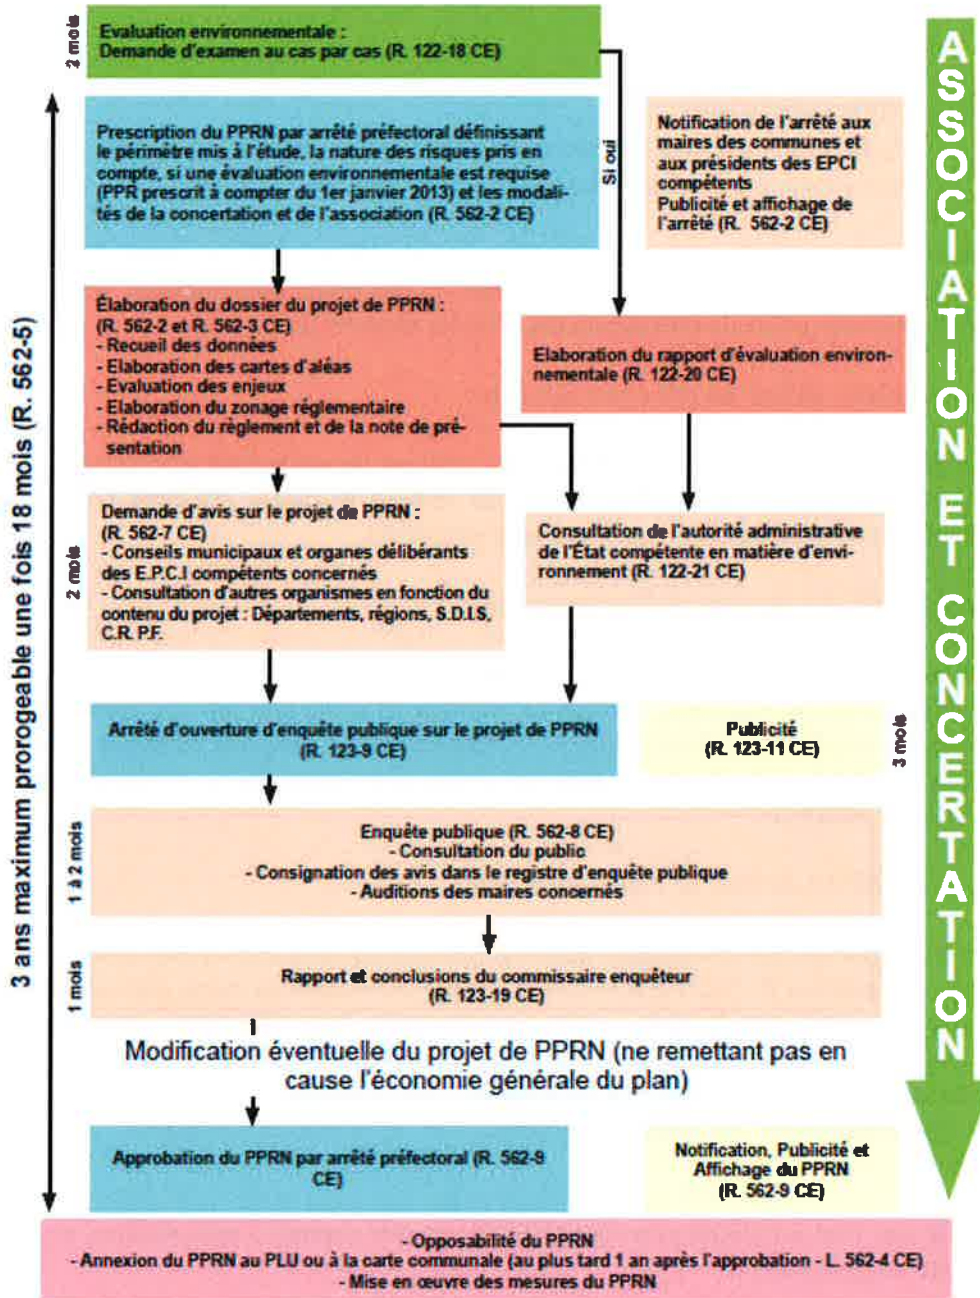 2 mois
Evaluation environnementale :
Demande d'examen au cas par cas (R. 122-18 CE)
Prescription du PPRN par arrêté préfectoral définissant
le périmètre mis à l'étude, la nature des risques pris en
compte, si une évaluation environnementale est requise
(PPR prescrit à compter du 1er janvier 2013) et les modali-
tés de la concertation et de l'association (R. 562-2 CE)
Si oui
Notification de l'arrêté aux
maires des communes et
aux présidents des EPCI
compétents
Publicité et affichage de
l'arrêté (R. 562-2 CE)
Élaboration du dossier du projet de PPRN :
(R. 562-2 et R. 562-3 CE)
- Recueil des données
- Elaboration des cartes d'aléas
- Evaluation des enjeux
- Elaboration du zonage réglementaire
- Rédaction du règlement et de la note de pré-
sentation
Elaboration du rapport d'évaluation environ-
nementale (R. 122-20 CE)
2 mois
Demande d'avis sur le projet de PPRN :
(R. 562-7 CE)
- Conseils municipaux et organes délibérants
des E.P.C.I compétents concernés
- Consultation d'autres organismes en fonction du
contenu du projet : Départements, régions, S.D.I.S,
C.R. P.F.
Consultation de l'autorité administrative
de l'État compétente en matière d'envi-
ronnement (R. 122-21 CE)
Arrêté d'ouverture d'enquête publique sur le projet de PPRN
(R. 123-9 CE)
Publicité
(R. 123-11 CE)
3 mois
1 à 2 mois
Enquête publique (R. 562-8 CE)
- Consultation du public
- Consignation des avis dans le registre d'enquête publique
- Auditions des maires concernés
1 mois
Rapport et conclusions du commissaire enquêteur
(R. 123-19 CE)
Modification éventuelle du projet de PPRN (ne remettant pas en
cause l'économie générale du plan)
Approbation du PPRN par arrêté préfectoral (R. 562-9
CE)
Notification, Publicité et
Affichage du PPRN
(R. 562-9 CE)
- Opposabilité du PPRN
- Annexion du PPRN au PLU ou à la carte communale (au plus tard 1 an après l'approbation - L. 562-4 CE)
- Mise en œuvre des mesures du PPRN
3 ans maximum prorogeable une fois 18 mois (R. 562-5)
ASSOCIATION ET CONCERTATION